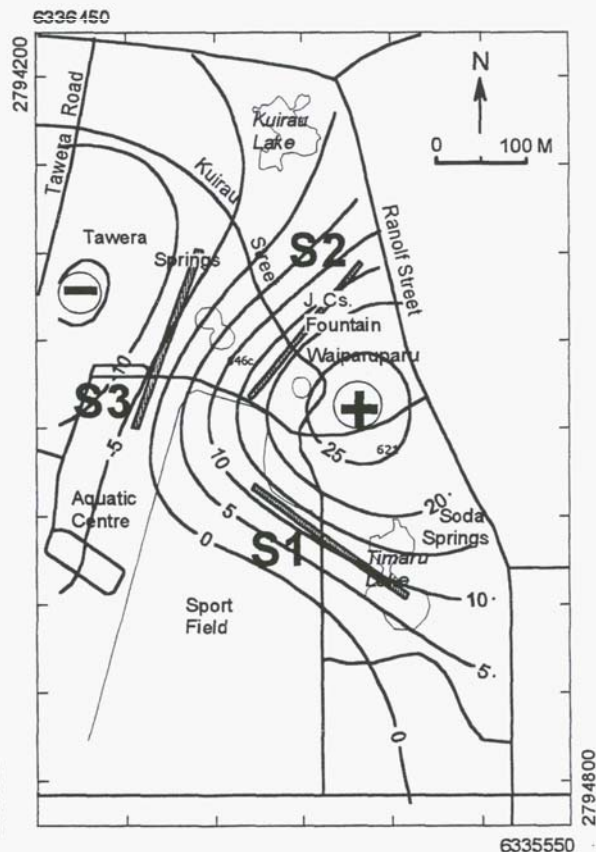 6336450
2794200
N
0 100 M
Tawera Road
Kuirau
Lake
Kuirau
Stree
Ranolf Street
Tawera
Springs
S2
J. Cs.
Fountain
Waiparuparu
-
+
S3
-10
-5
25
621
20.
Aquatic
Centre
10
5
0
S1
Soda
Springs
Timaru
Lake
10.
5.
Sport
Field
0
2794800
6335550